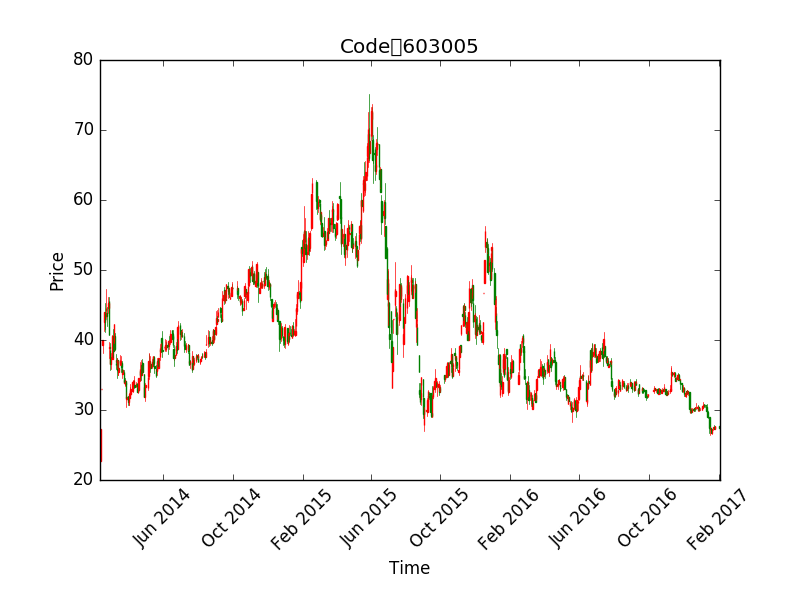 Code▯603005
80
70
60
50
40
30
20
Price
Jun 2014
Oct 2014
Feb 2015
Jun 2015
Oct 2015
Feb 2016
Jun 2016
Oct 2016
Feb 2017
Time